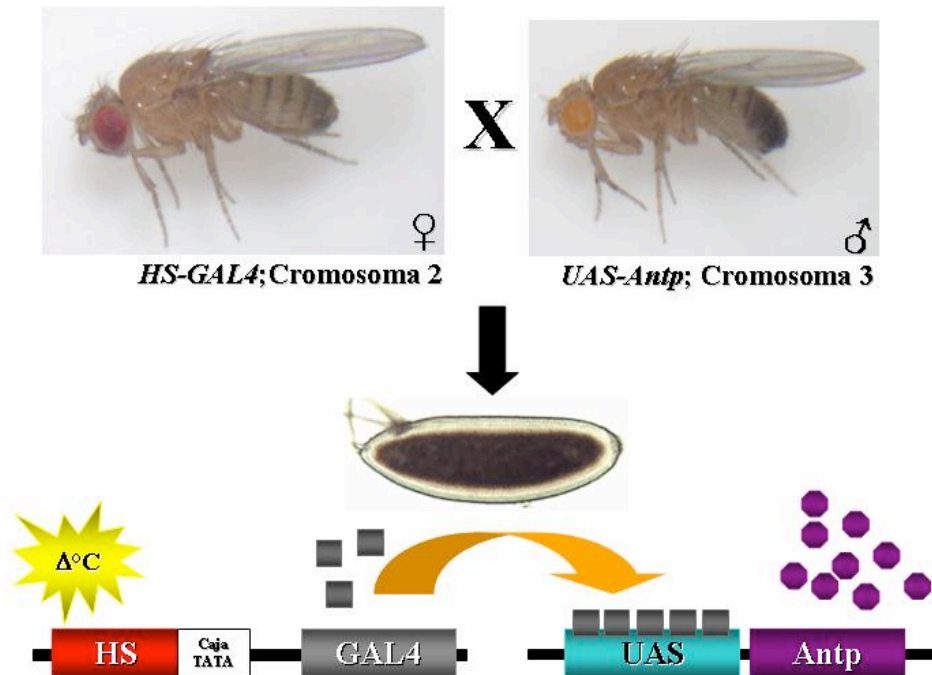 X
♀
♂
HS-GAL4;Cromosoma 2
UAS-Antp; Cromosoma 3
Δ°C
HS
Caja
TATA
GAL4
UAS
Antp